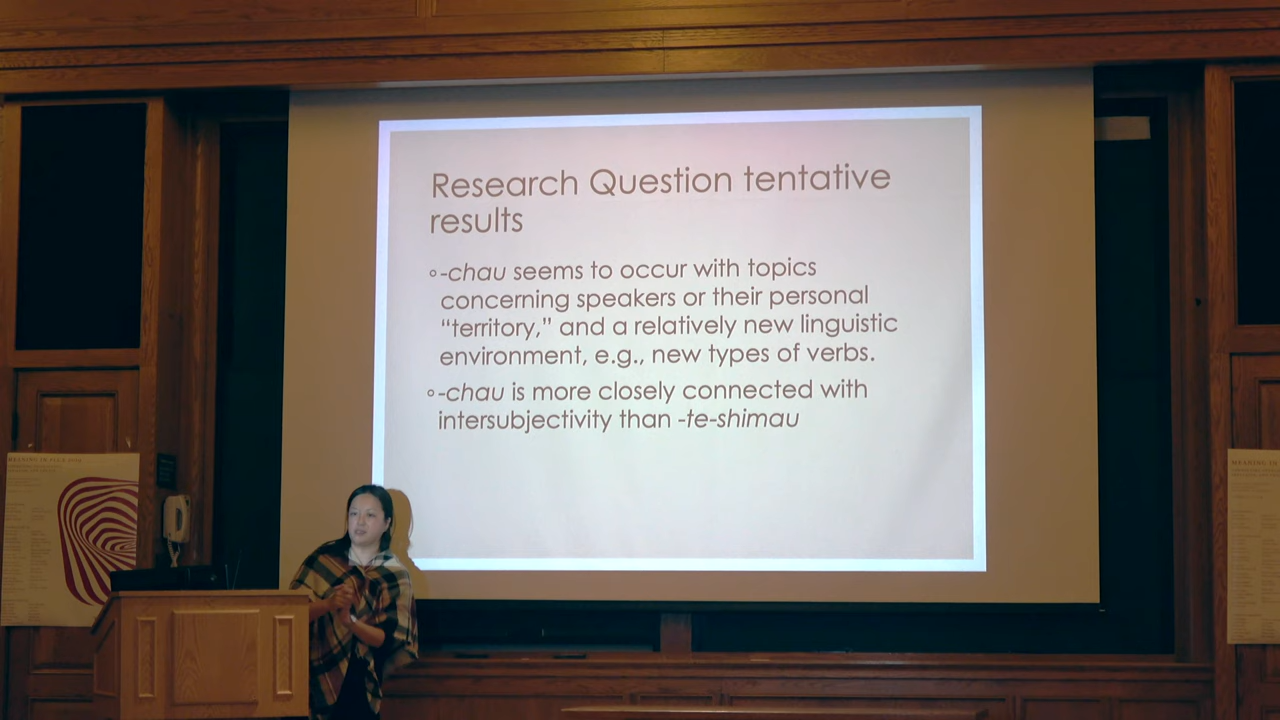 Research Question tentative
results
-chau seems to occur with topics
concerning speakers or their personal
“territory,” and a relatively new linguistic
environment, e.g., new types of verbs.
-chau is more closely connected with
intersubjectivity than -te-shimau